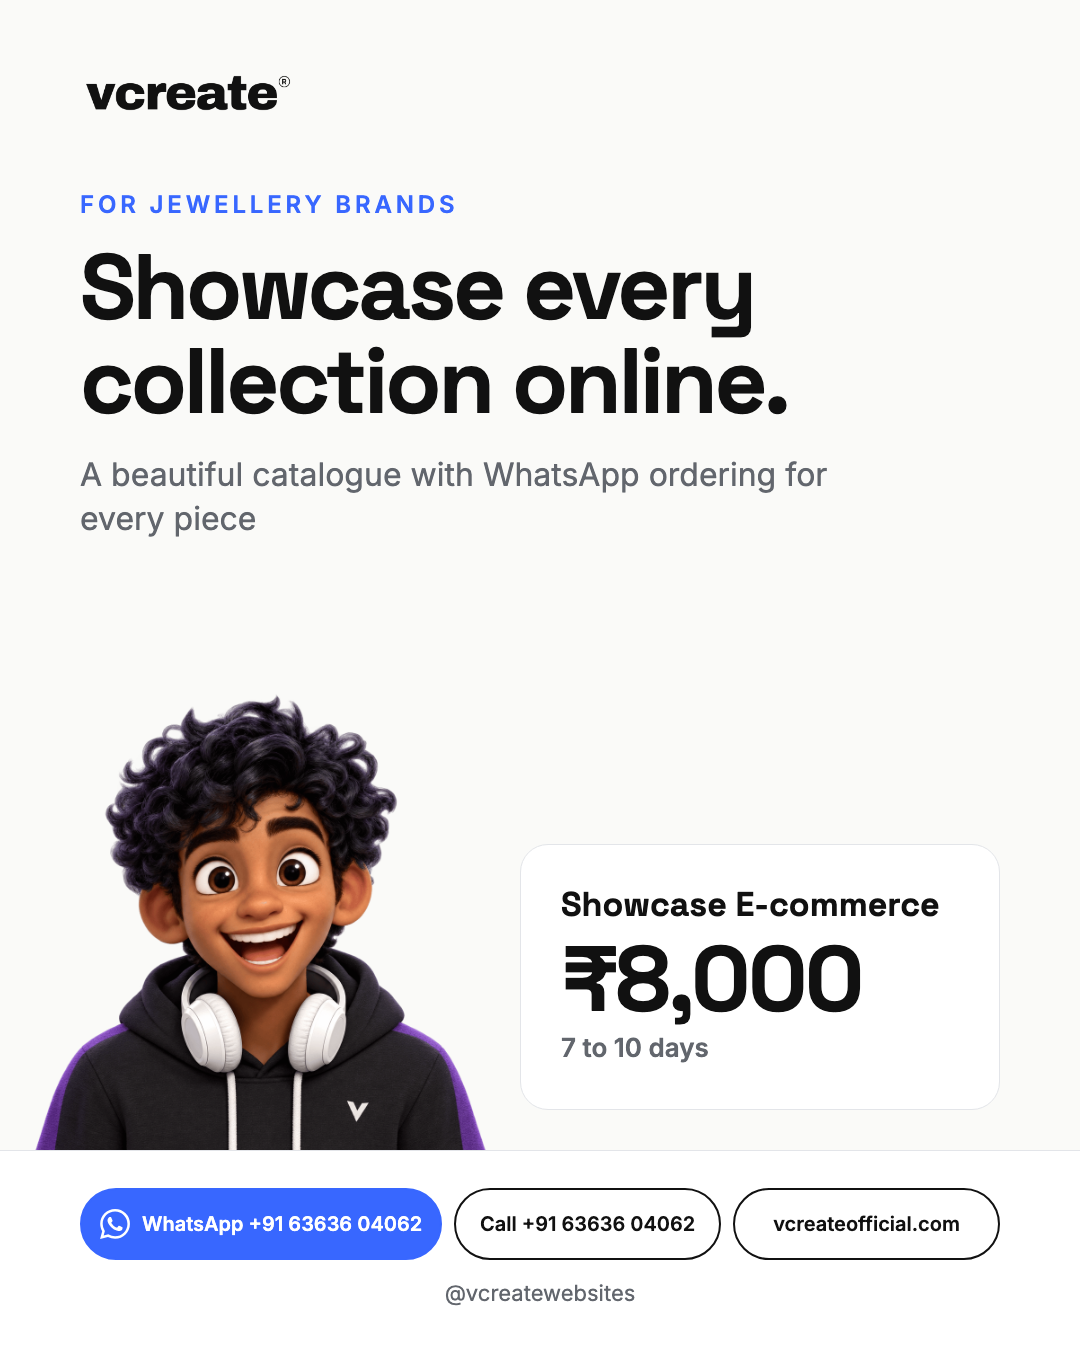 vcreate®
FOR JEWELLERY BRANDS
Showcase every
collection online.
A beautiful catalogue with WhatsApp ordering for
every piece
Showcase E-commerce
₹8,000
7 to 10 days
V
WhatsApp +91 63636 04062
Call +91 63636 04062
vcreateofficial.com
@vcreatewebsites